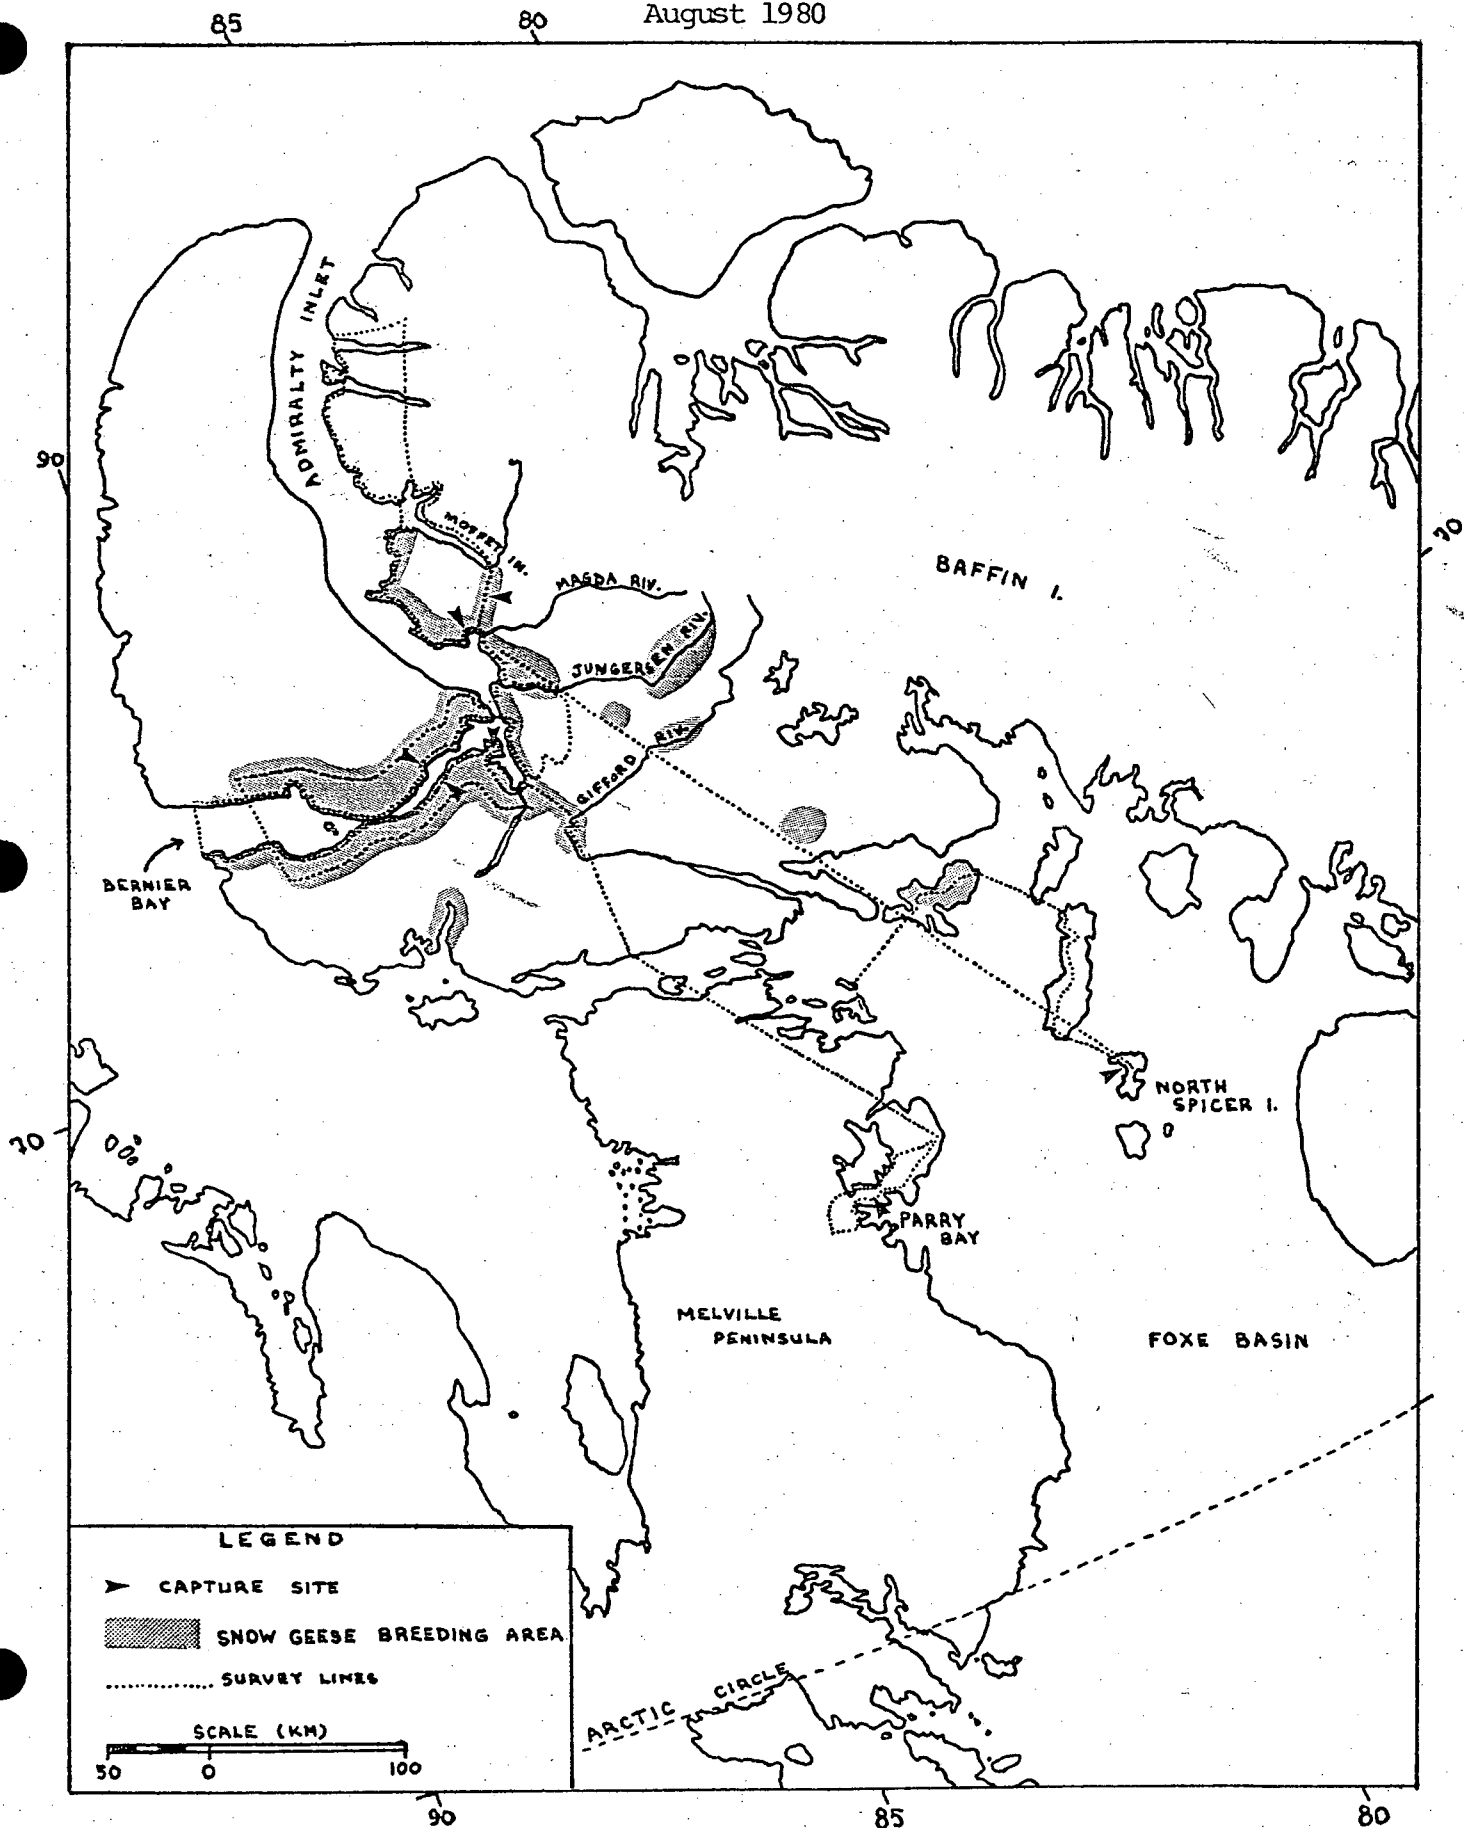 August 1980
85
80
ADMIRALTY INLET
90
70
MOFFET IN.
BAFFIN I.
MAGDA RIV.
JUNGERSEN RIV.
GIFFORD RIV.
BERNIER
BAY
NORTH
SPICER I.
70
PARRY
BAY
MELVILLE
PENINSULA
FOXE BASIN
LEGEND
CAPTURE SITE
SNOW GEESE BREEDING AREA
SURVEY LINES
SCALE (KM)
50 0 100
ARCTIC CIRCLE
90
85
80